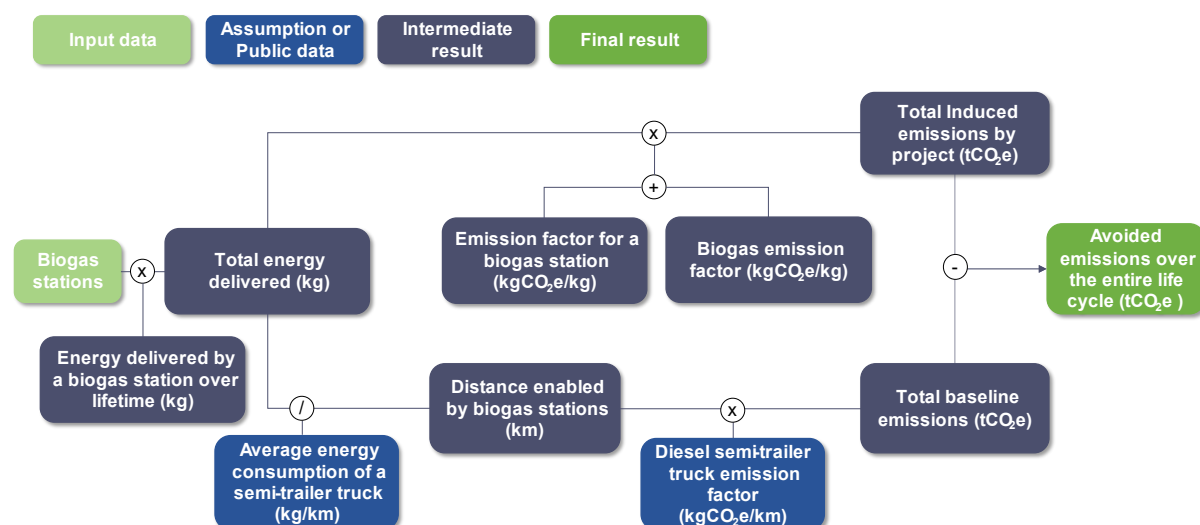 Input data
Assumption or
Public data
Intermediate
result
Final result
Total Induced
emissions by
project (tCO₂e)
x
+
Emission factor for a
biogas station
(kgCO₂e/kg)
Biogas emission
factor (kgCO₂e/kg)
Biogas
stations
x
Total energy
delivered (kg)
-
Avoided
emissions over
the entire life
cycle (tCO₂e )
Energy delivered by
a biogas station over
lifetime (kg)
/
Distance enabled
by biogas stations
(km)
x
Total baseline
emissions (tCO₂e)
Average energy
consumption of a
semi-trailer truck
(kg/km)
Diesel semi-trailer
truck emission
factor
(kgCO₂e/km)